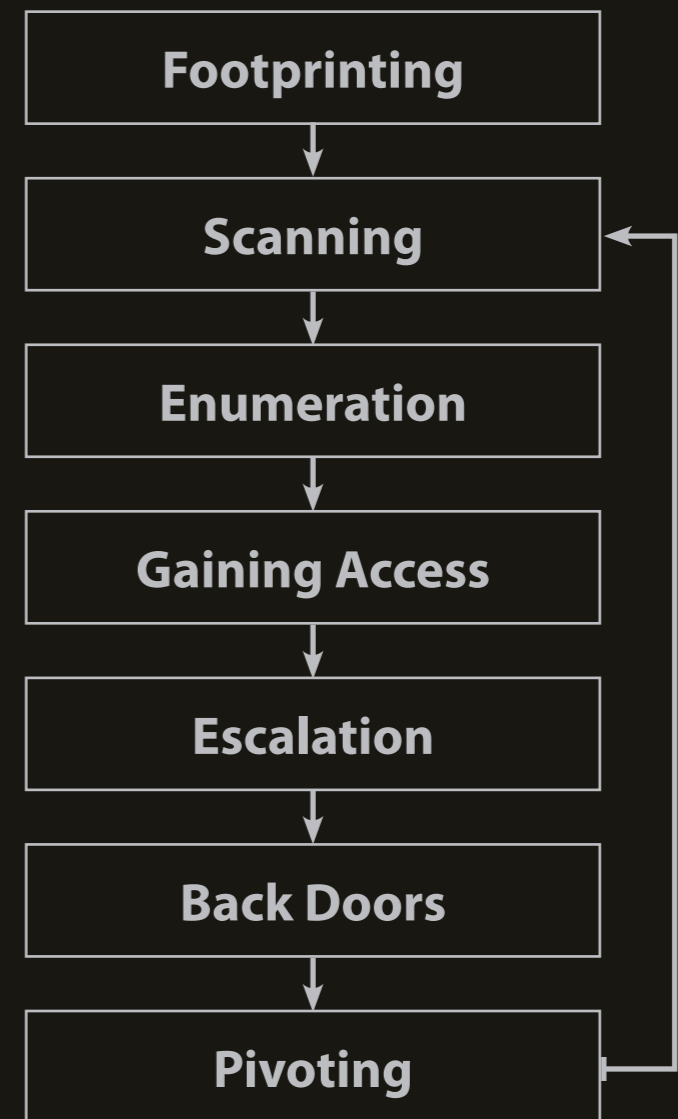 Footprinting
Scanning
Enumeration
Gaining Access
Escalation
Back Doors
Pivoting